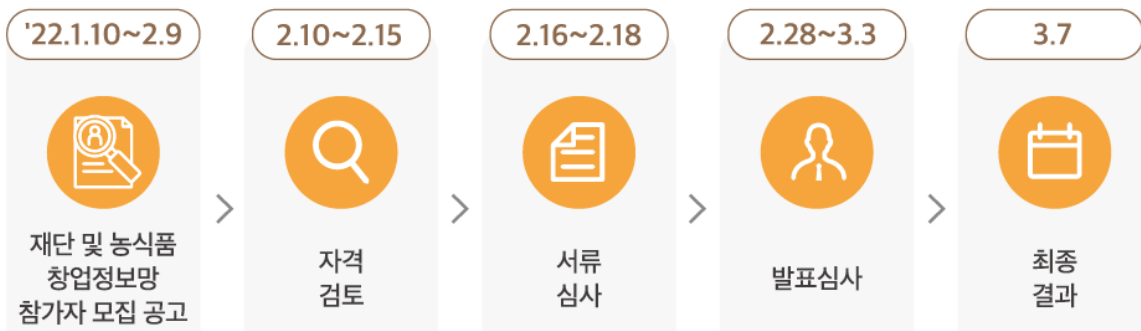 '22.1.10~2.9
재단 및 농식품
창업정보망
참가자 모집 공고
2.10~2.15
자격
검토
2.16~2.18
서류
심사
2.28~3.3
발표심사
3.7
최종
결과